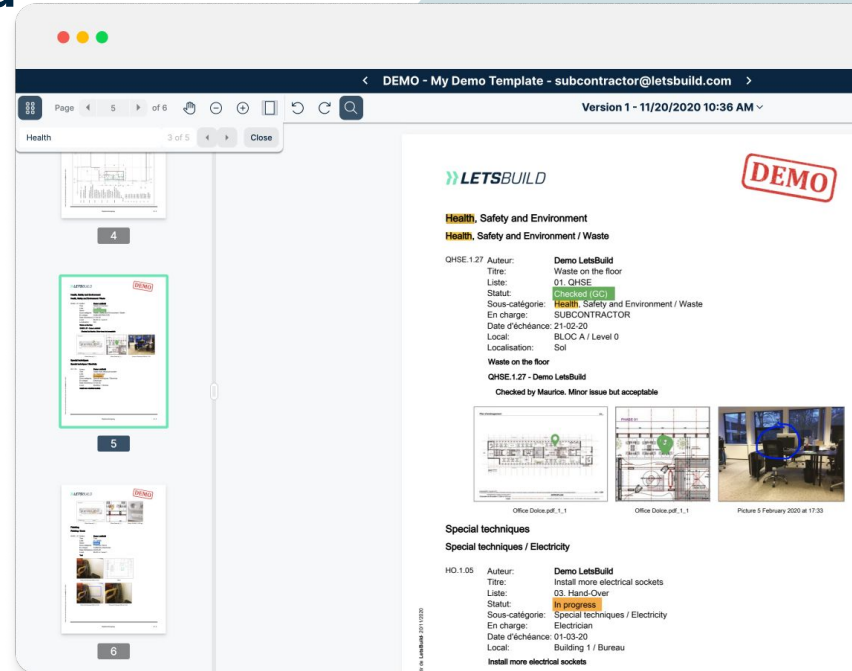 DEMO - My Demo Template - subcontractor@letsbuild.com
Page 5 of 6
Version 1 - 11/20/2020 10:36 AM
Health 3 of 5 Close
4
5
6
LETSBUILD
DEMO
Health, Safety and Environment
Health, Safety and Environment / Waste
QHSE.1.27 Auteur: Demo LetsBuild
Titre: Waste on the floor
Liste: 01. QHSE
Statut: Checked (GC)
Sous-catégorie: Health, Safety and Environment / Waste
En charge: SUBCONTRACTOR
Date d'échéance: 21-02-20
Local: BLOC A / Level 0
Localisation: Sol
Waste on the floor
QHSE.1.27 - Demo LetsBuild
Checked by Maurice. Minor issue but acceptable
Office Dolce.pdf_1_1 Office Dolce.pdf_1_1 Picture 5 February 2020 at 17:33
Special techniques
Special techniques / Electricity
HO.1.05 Auteur: Demo LetsBuild
Titre: Install more electrical sockets
Liste: 03. Hand-Over
Statut: In progress
Sous-catégorie: Special techniques / Electricity
En charge: Electrician
Date d'échéance: 01-03-20
Local: Building 1 / Bureau
Install more electrical sockets
de LetsBuild 20/11/2020